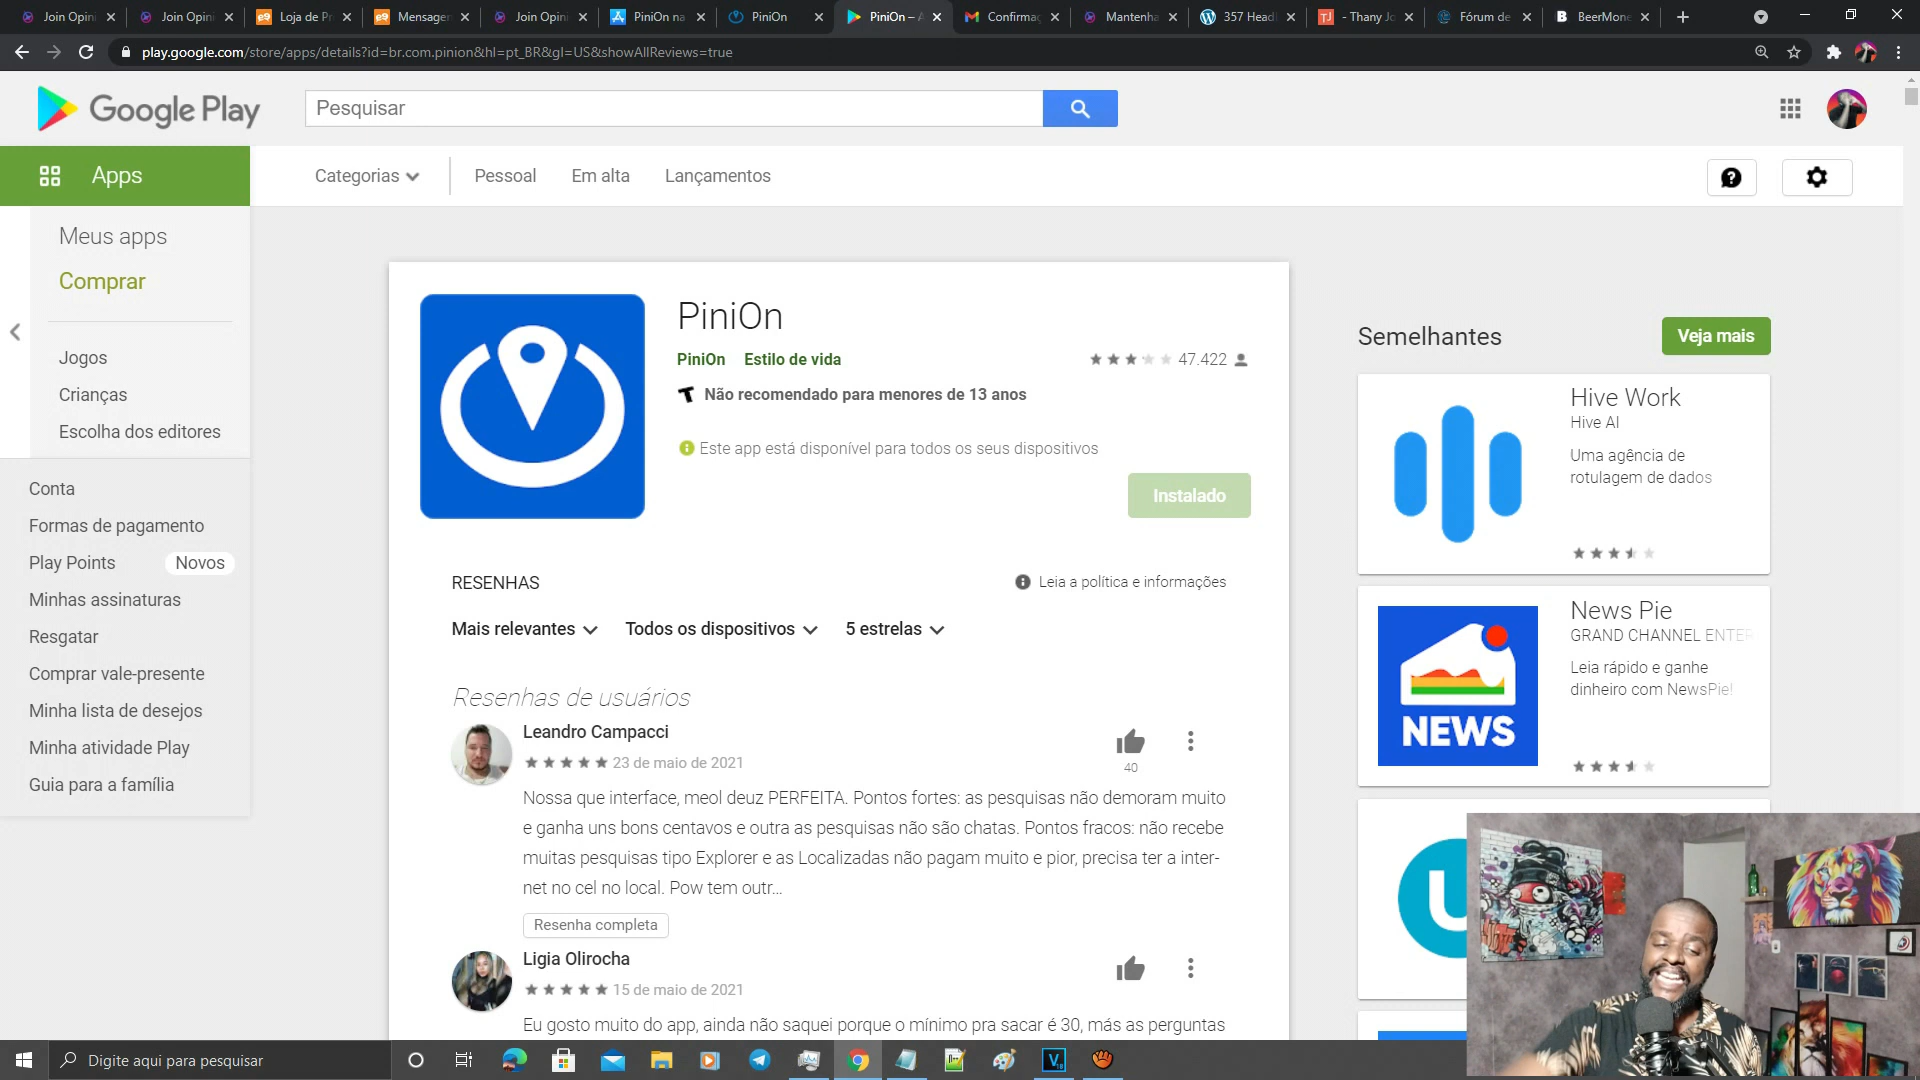 Join Opini
Join Opini
Loja de Pr
Mensagen
Join Opini
PiniOn na
PiniOn
PiniOn – A
Confirmaç
Mantenha
357 Headl
- Thany Jo
Fórum de
BeerMone
play.google.com/store/apps/details?id=br.com.pinion&hl=pt_BR&gl=US&showAllReviews=true
Google Play
Pesquisar
Apps
Categorias
Pessoal
Em alta
Lançamentos
Meus apps
Comprar
Jogos
Crianças
Escolha dos editores
Conta
Formas de pagamento
Play Points Novos
Minhas assinaturas
Resgatar
Comprar vale-presente
Minha lista de desejos
Minha atividade Play
Guia para a família
PiniOn
PiniOn Estilo de vida
47.422
Não recomendado para menores de 13 anos
Este app está disponível para todos os seus dispositivos
Instalado
RESENHAS
Leia a política e informações
Mais relevantes
Todos os dispositivos
5 estrelas
Resenhas de usuários
Leandro Campacci
23 de maio de 2021
40
Nossa que interface, meol deuz PERFEITA. Pontos fortes: as pesquisas não demoram muito
e ganha uns bons centavos e outra as pesquisas não são chatas. Pontos fracos: não recebe
muitas pesquisas tipo Explorer e as Localizadas não pagam muito e pior, precisa ter a inter-
net no cel no local. Pow tem outr...
Resenha completa
Ligia Olirocha
15 de maio de 2021
Eu gosto muito do app, ainda não saquei porque o mínimo pra sacar é 30, más as perguntas
Semelhantes
Veja mais
Hive Work
Hive AI
Uma agência de
rotulagem de dados
News Pie
GRAND CHANNEL ENTER
Leia rápido e ganhe
dinheiro com NewsPie!
NEWS
Digite aqui para pesquisar